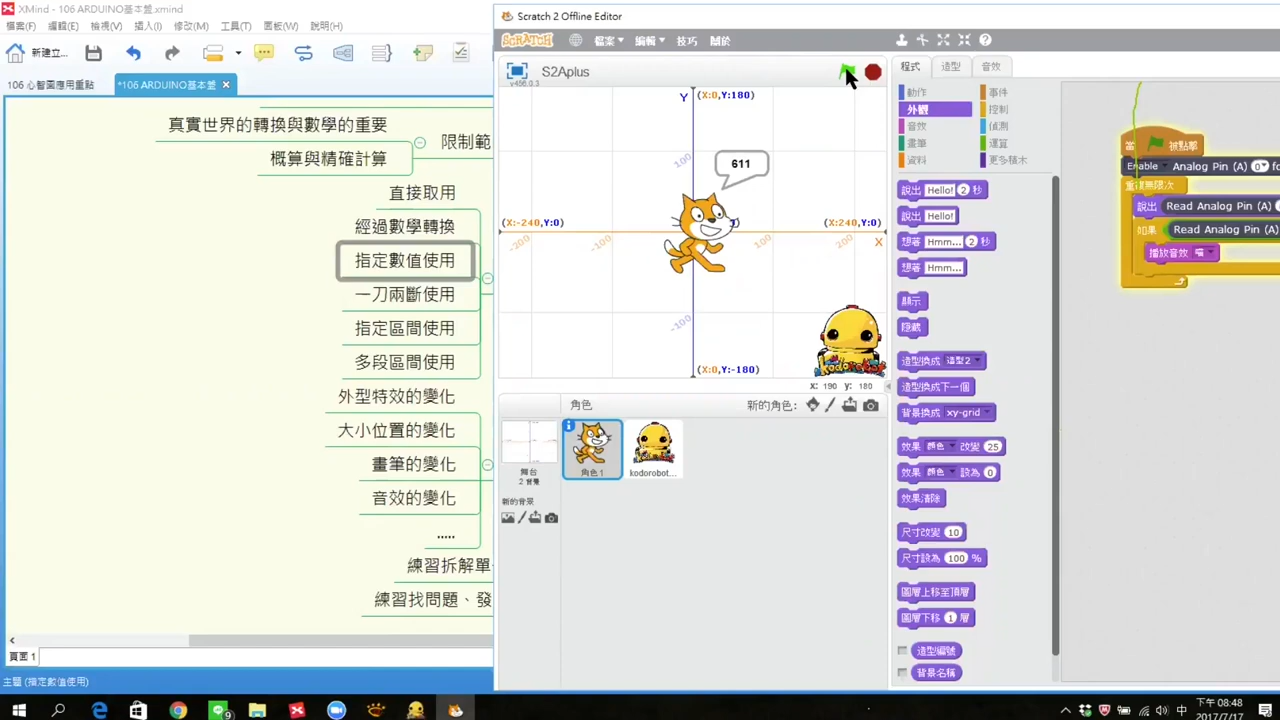 XMind - 106 ARDUINO基本盤.xmind
檔案(F) 編輯(E) 檢視(V) 插入(I) 修改(M) 工具(T) 面板(W) 說明(H)
新建立...
106 心智圖應用重點
*106 ARDUINO基本盤
真實世界的轉換與數學的重要
限制範
概算與精確計算
直接取用
經過數學轉換
指定數值使用
一刀兩斷使用
指定區間使用
多段區間使用
外型特效的變化
大小位置的變化
畫筆的變化
音效的變化
.....
練習拆解單
練習找問題、發
頁面 1
主題 (指定數值使用)
Scratch 2 Offline Editor
SCRATCH 檔案 編輯 技巧 關於
S2Aplus
v456.0.3
Y (X:0,Y:180)
100
611
(X:-240,Y:0) (X:240,Y:0)
-200 -100 100 200 X
-100
(X:0,Y:-180)
kodorobot
x: 190 y: 180
角色 新的角色:
舞台
2 背景
角色1
kodorobot...
新的背景
程式 造型 音效
動作 事件
外觀 控制
音效 偵測
畫筆 運算
資料 更多積木
說出 Hello! 2 秒
說出 Hello!
想著 Hmm... 2 秒
想著 Hmm...
顯示
隱藏
造型換成 造型2
造型換成下一個
背景換成 xy-grid
效果 顏色 改變 25
效果 顏色 設為 0
效果清除
尺寸改變 10
尺寸設為 100 %
圖層上移至頂層
圖層下移 1 層
造型編號
背景名稱
當 被點擊
Enable Analog Pin (A) 0 fo
重複無限次
說出 Read Analog Pin (A)
如果 Read Analog Pin (A)
播放音效 喵
9
中
下午 08:48
2017/7/17